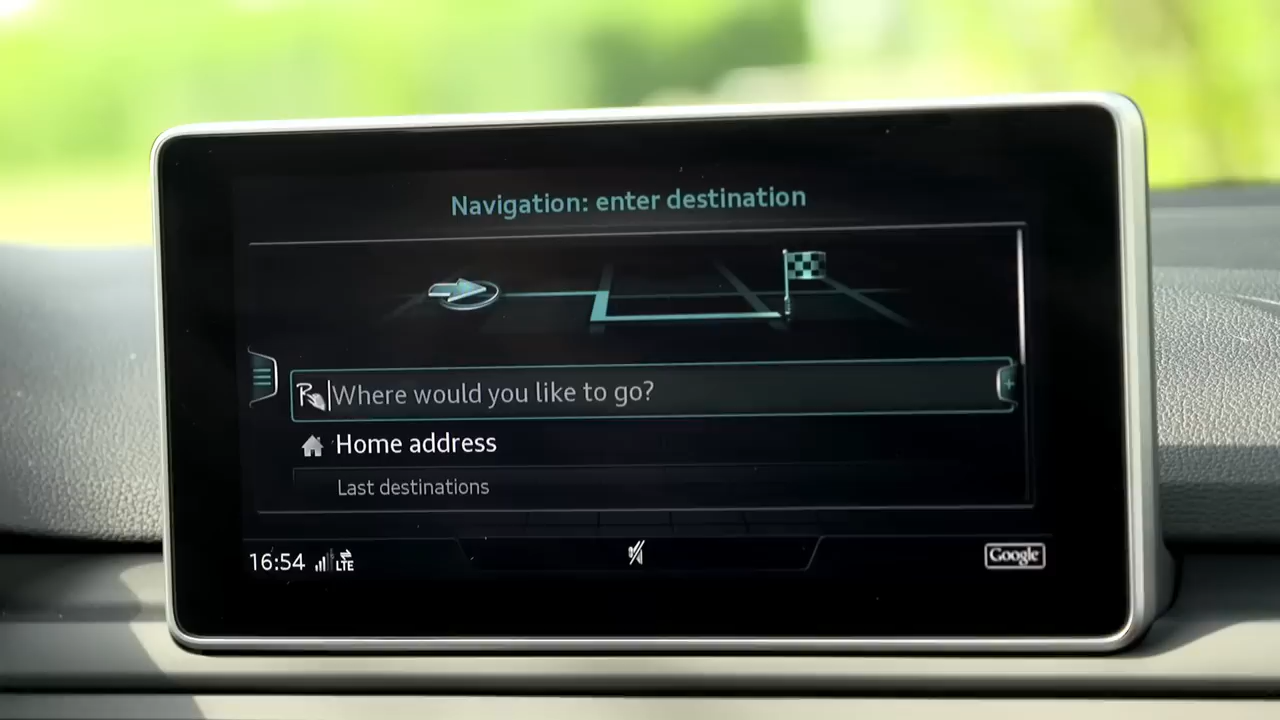 Navigation: enter destination
Where would you like to go?
Home address
Last destinations
16:54 LTE
Google